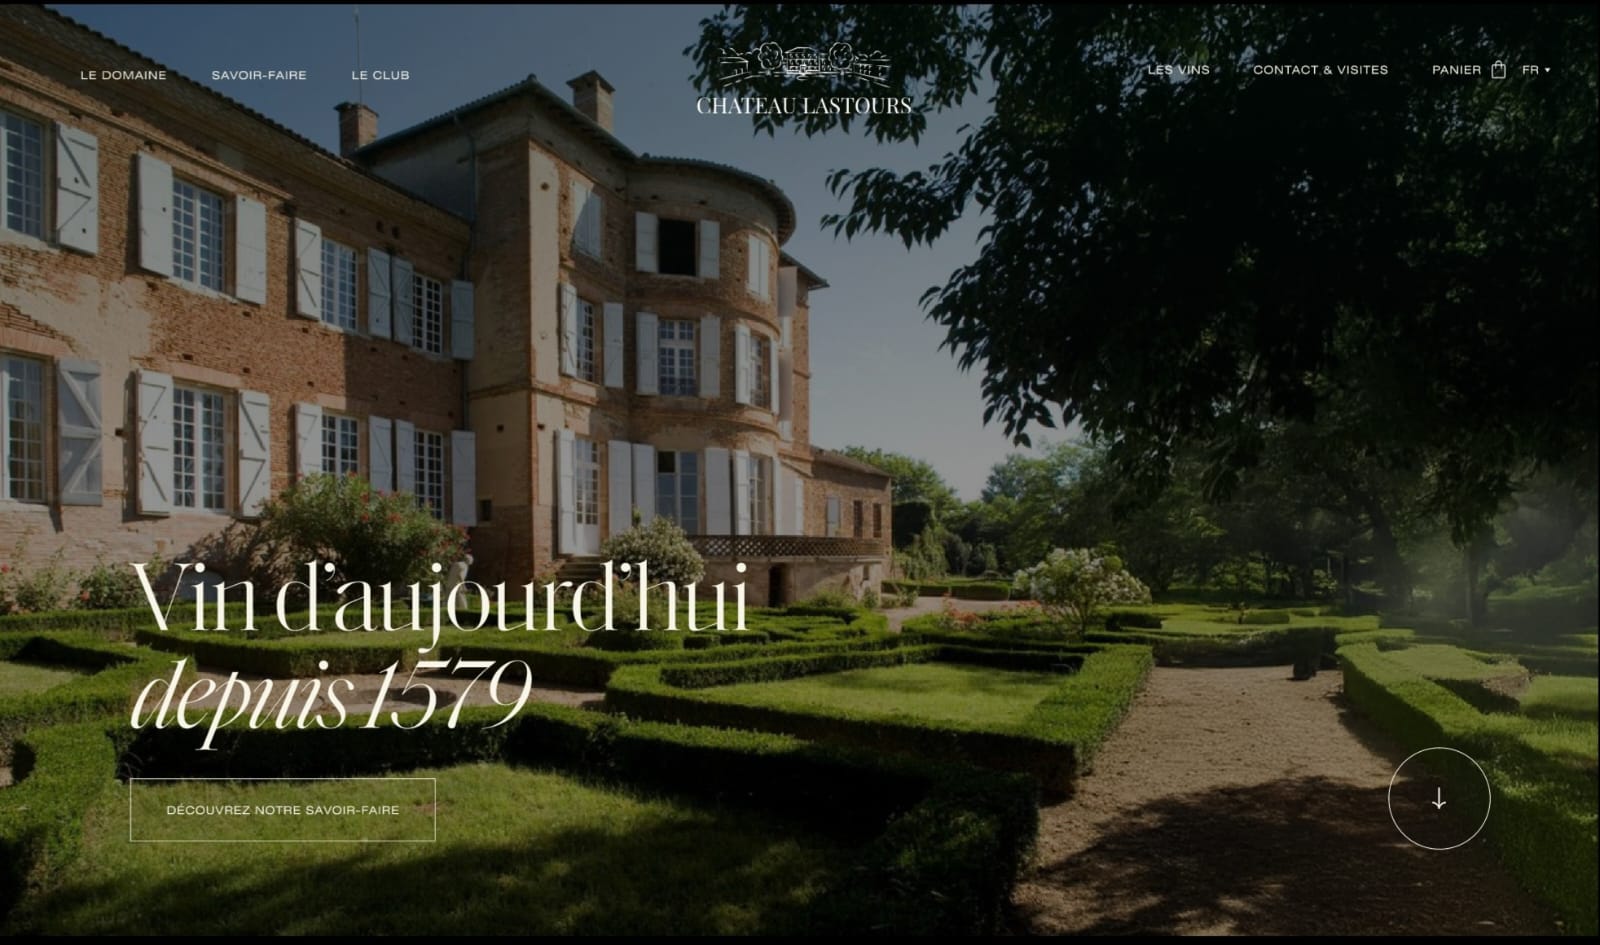 LE DOMAINE
SAVOIR-FAIRE
LE CLUB
CHATEAU LASTOURS
LES VINS
CONTACT & VISITES
PANIER
FR
Vin d’aujourd’hui
depuis 1579
DÉCOUVREZ NOTRE SAVOIR-FAIRE